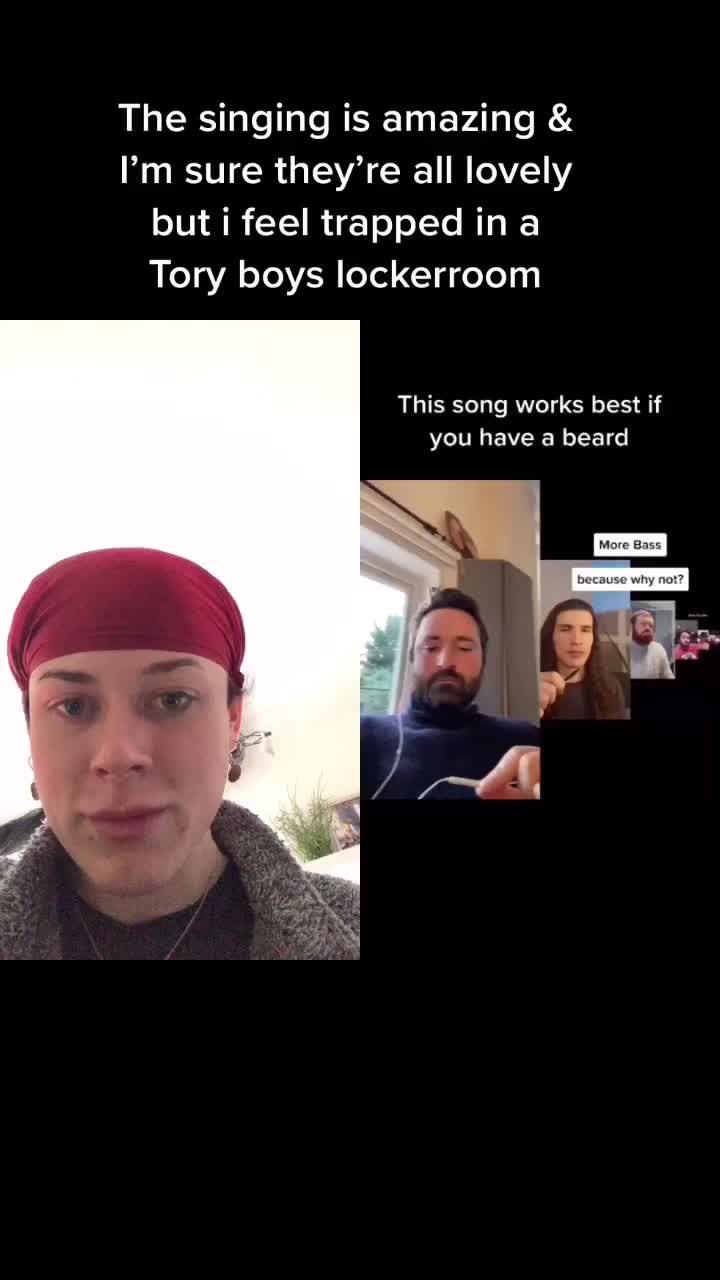 The singing is amazing &
I’m sure they’re all lovely
but i feel trapped in a
Tory boys lockerroom
This song works best if
you have a beard
More Bass
because why not?